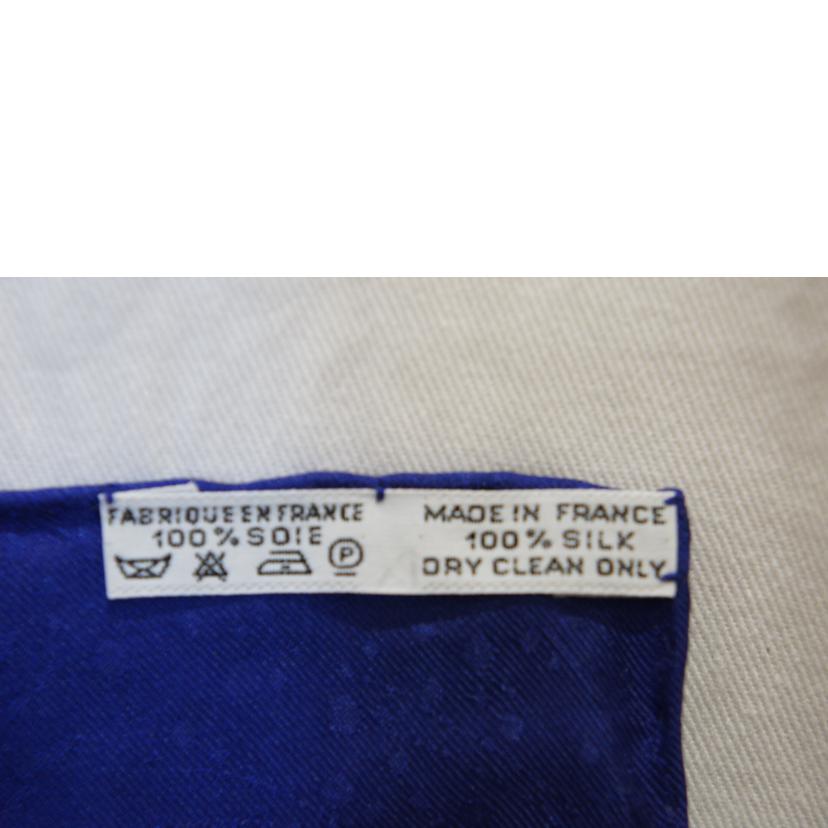 FABRIQUE EN FRANCE
100% SOIE
P
MADE IN FRANCE
100% SILK
DRY CLEAN ONLY